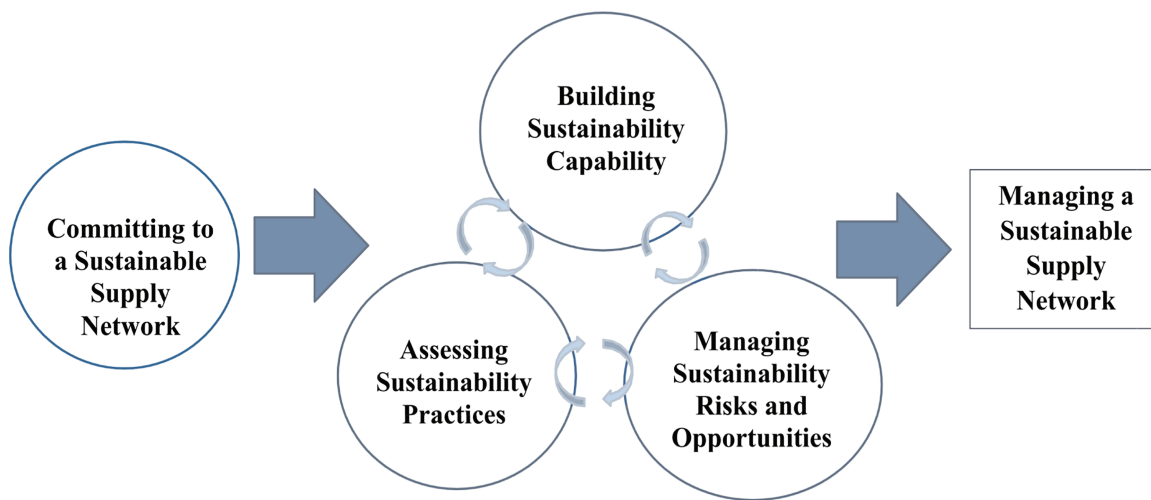 Committing to
a Sustainable
Supply
Network
Building
Sustainability
Capability
Assessing
Sustainability
Practices
Managing
Sustainability
Risks and
Opportunities
Managing a
Sustainable
Supply
Network